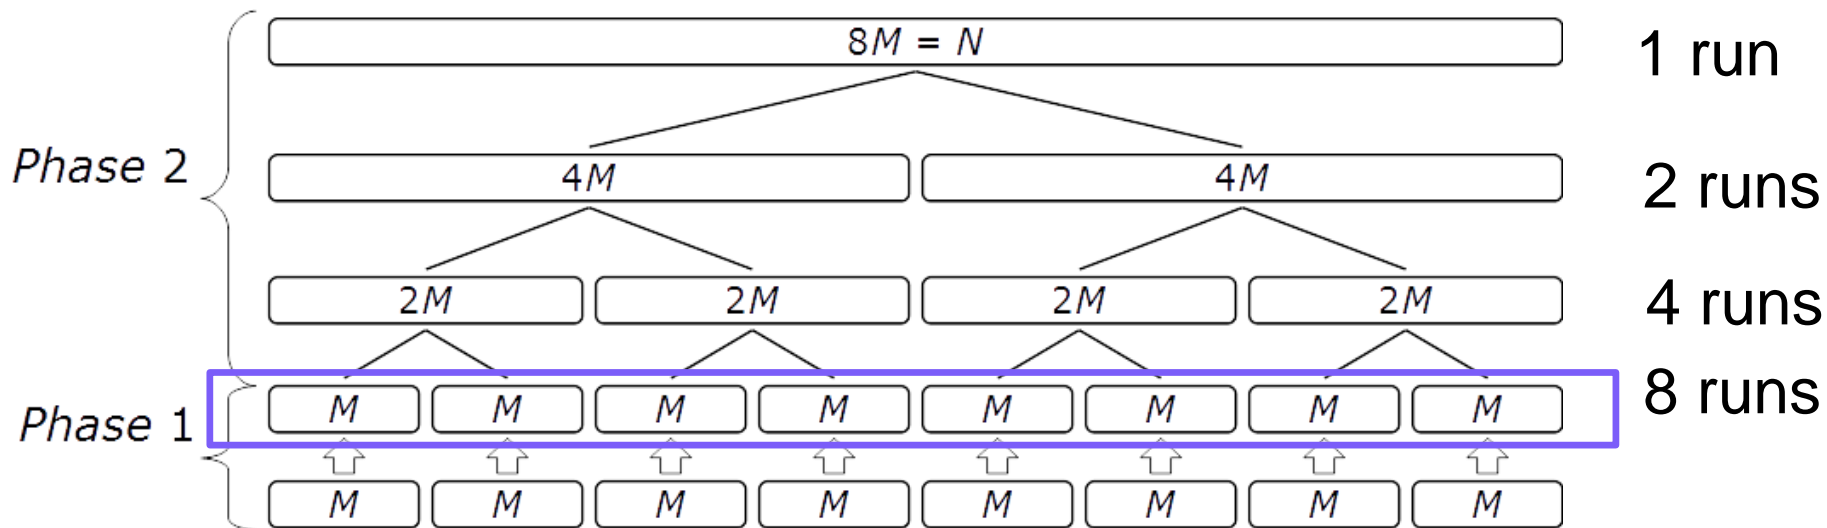 8M = N 1 run
Phase 2
4M 4M 2 runs
2M 2M 2M 2M 4 runs
M M M M M M M M 8 runs
Phase 1
M M M M M M M M